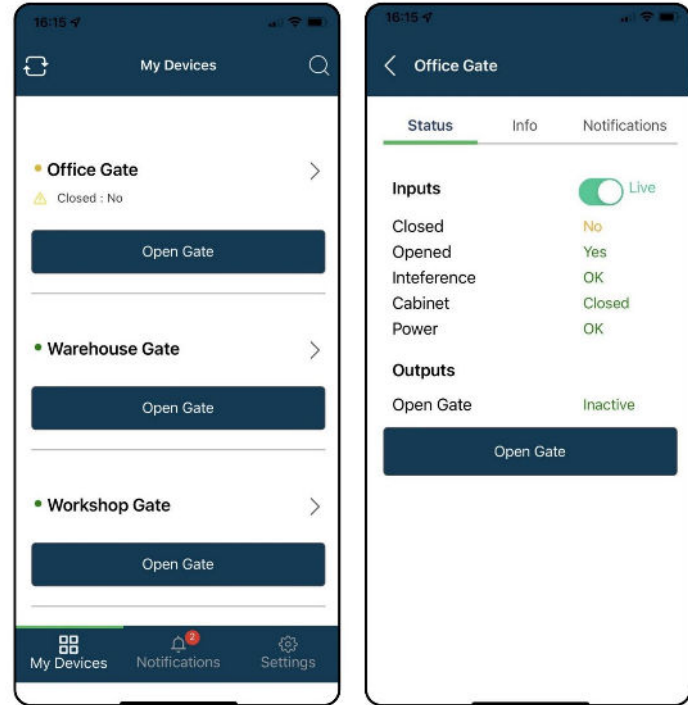 16:15
My Devices
Office Gate
Closed : No
Open Gate
Warehouse Gate
Open Gate
Workshop Gate
Open Gate
My Devices
2
Notifications
Settings
16:15
Office Gate
Status Info Notifications
Inputs Live
Closed No
Opened Yes
Inteference OK
Cabinet Closed
Power OK
Outputs
Open Gate Inactive
Open Gate